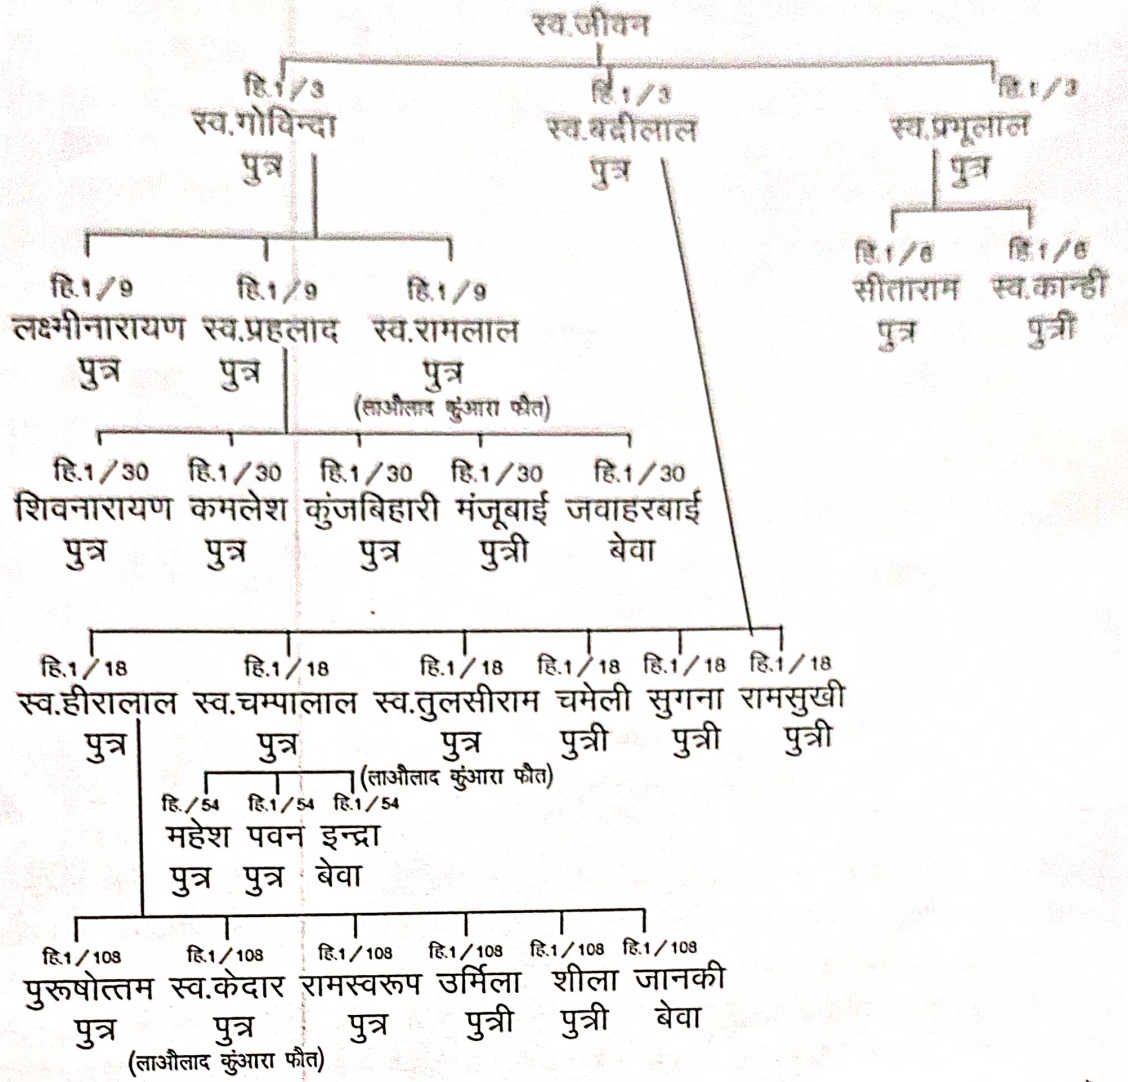 स्व.जीवन
हि.1/3 हि.1/3 हि.1/3
स्व.गोविन्दा स्व.बद्रीलाल स्व.प्रभूलाल
पुत्र पुत्र पुत्र
हि.1/6 हि.1/6
सीताराम स्व.कान्ही
पुत्र पुत्री
हि.1/9 हि.1/9 हि.1/9
लक्ष्मीनारायण स्व.प्रहलाद स्व.रामलाल
पुत्र पुत्र पुत्र
(लाऔलाद कुंआरा फौत)
हि.1/30 हि.1/30 हि.1/30 हि.1/30 हि.1/30
शिवनारायण कमलेश कुंजबिहारी मंजूबाई जवाहरबाई
पुत्र पुत्र पुत्र पुत्री बेवा
हि.1/18 हि.1/18 हि.1/18 हि.1/18 हि.1/18 हि.1/18
स्व.हीरालाल स्व.चम्पालाल स्व.तुलसीराम चमेली सुगना रामसुखी
पुत्र पुत्र पुत्र पुत्री पुत्री पुत्री
(लाऔलाद कुंआरा फौत)
हि./54 हि.1/54 हि.1/54
महेश पवन इन्द्रा
पुत्र पुत्र बेवा
हि.1/108 हि.1/108 हि.1/108 हि.1/108 हि.1/108 हि.1/108
पुरूषोत्तम स्व.केदार रामस्वरूप उर्मिला शीला जानकी
पुत्र पुत्र पुत्र पुत्री पुत्री बेवा
(लाऔलाद कुंआरा फौत)